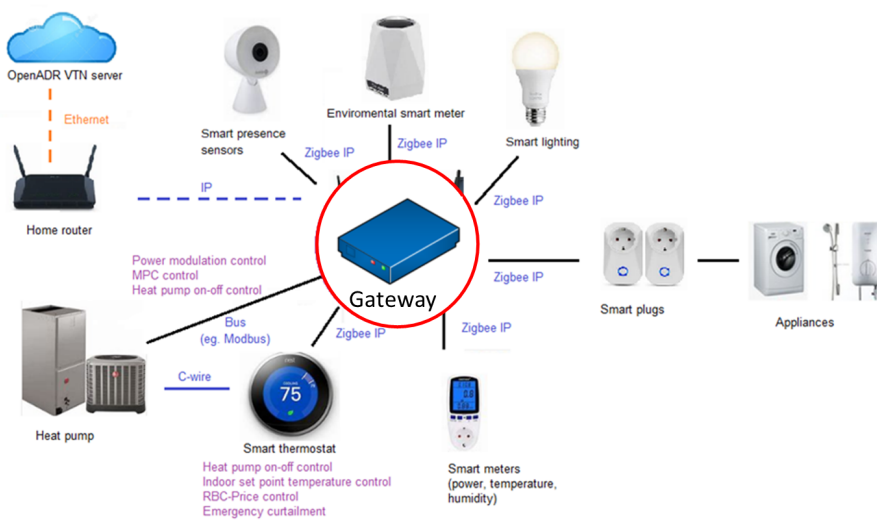 OpenADR VTN server
Ethernet
Home router
IP
Smart presence
sensors
Zigbee IP
Enviromental smart meter
Zigbee IP
Smart lighting
Zigbee IP
Gateway
Power modulation control
MPC control
Heat pump on-off control
Bus
(eg. Modbus)
Zigbee IP
Zigbee IP
Zigbee IP
Smart plugs
Appliances
C-wire
Heat pump
75
Smart thermostat
Heat pump on-off control
Indoor set point temperature control
RBC-Price control
Emergency curtailment
Smart meters
(power, temperature,
humidity)